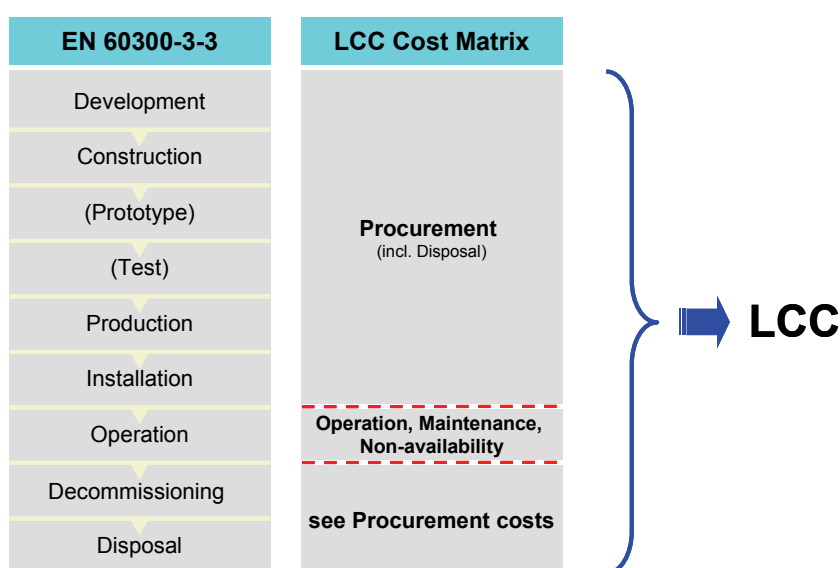 EN 60300-3-3
Development
Construction
(Prototype)
(Test)
Production
Installation
Operation
Decommissioning
Disposal
LCC Cost Matrix
Procurement
(incl. Disposal)
Operation, Maintenance,
Non-availability
see Procurement costs
LCC